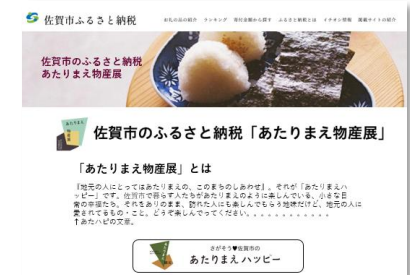 佐賀市ふるさと納税
お礼の品の紹介 ランキング 寄付金額から探す ふるさと納税とは イチオシ情報 掲載サイトの紹介
佐賀市のふるさと納税
あたりまえ物産展
佐賀市のふるさと納税「あたりまえ物産展」
「あたりまえ物産展」とは
『地元の人にとってはあたりまえの、このまちのしあわせ』。それが「あたりまえハ
ッピー」です。佐賀市で暮らす人たちがあたりまえのように楽しんでいる、小さな日
常の幸種たち。それをありのまま、訪れた人にも楽しんでもらう地味だけど、地元の人に
愛されてるもの・こと。どうぞ楽しんでってください。。。。。。。。。。。。
↑あたハピの文章。
さがそう♥佐賀市の
あたりまえ ハッピー